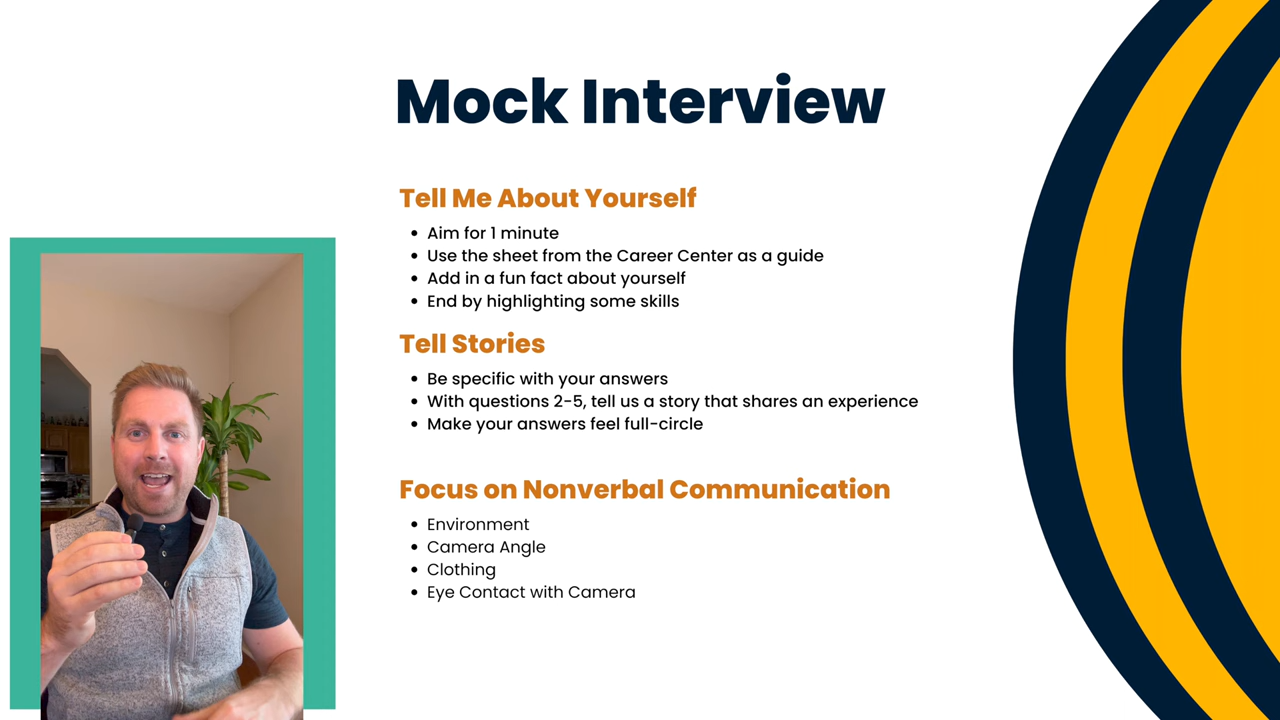 Mock Interview
Tell Me About Yourself
• Aim for 1 minute
• Use the sheet from the Career Center as a guide
• Add in a fun fact about yourself
• End by highlighting some skills
Tell Stories
• Be specific with your answers
• With questions 2-5, tell us a story that shares an experience
• Make your answers feel full-circle
Focus on Nonverbal Communication
• Environment
• Camera Angle
• Clothing
• Eye Contact with Camera